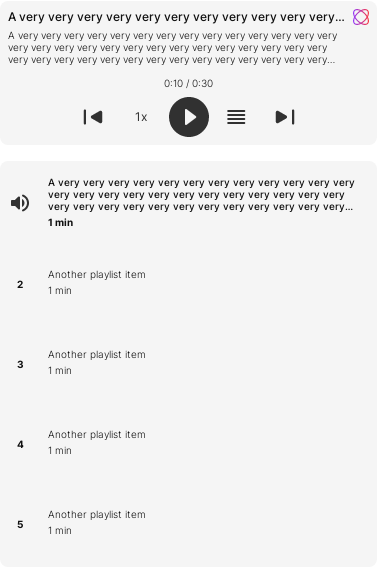 A very very very very very very very very very very very...
A very very very very very very very very very very very very very
very very very very very very very very very very very very very
very very very very very very very very very very very very very...
0:10 / 0:30
1x
A very very very very very very very very very very very very
very very very very very very very very very very very very
very very very very very very very very very very very very...
1 min
2
Another playlist item
1 min
3
Another playlist item
1 min
4
Another playlist item
1 min
5
Another playlist item
1 min